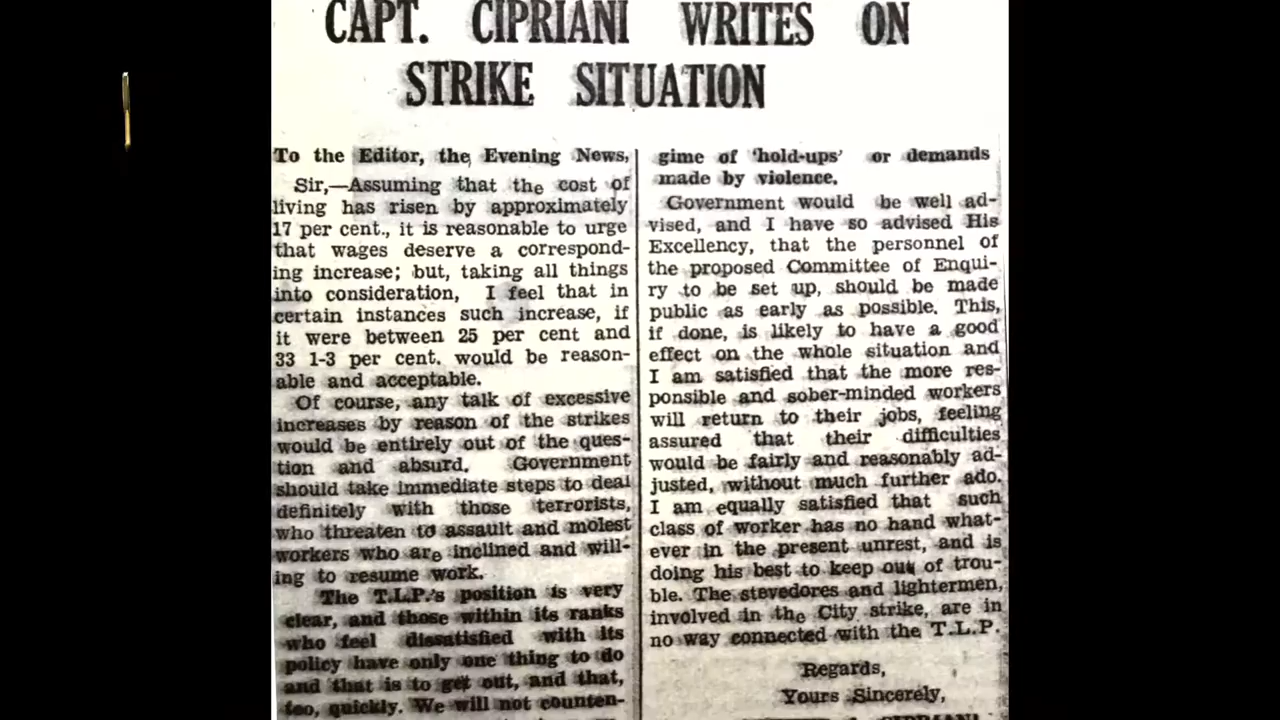 CAPT. CIPRIANI WRITES ON
STRIKE SITUATION
To the Editor, the Evening News,
Sir,—Assuming that the cost of
living has risen by approximately
17 per cent., it is reasonable to urge
that wages deserve a correspond-
ing increase; but, taking all things
into consideration, I feel that in
certain instances such increase, if
it were between 25 per cent and
33 1-3 per cent. would be reason-
able and acceptable.
Of course, any talk of excessive
increases by reason of the strikes
would be entirely out of the ques-
tion and absurd. Government
should take immediate steps to deal
definitely with those terrorists,
who threaten to assault and molest
workers who are inclined and will-
ing to resume work.
The T.L.P.'s position is very
clear, and those within its ranks
who feel dissatisfied with its
policy have only one thing to do
and that is to get out, and that,
too, quickly. We will not counten-
gime of 'hold-ups' or demands
made by violence.
Government would be well ad-
vised, and I have so advised His
Excellency, that the personnel of
the proposed Committee of Enqui-
ry to be set up, should be made
public as early as possible. This,
if done, is likely to have a good
effect on the whole situation and
I am satisfied that the more res-
ponsible and sober-minded workers
will return to their jobs, feeling
assured that their difficulties
would be fairly and reasonably ad-
justed, without much further ado.
I am equally satisfied that such
class of worker has no hand what-
ever in the present unrest, and is
doing his best to keep out of trou-
ble. The stevedores and lightermen,
involved in the City strike, are in
no way connected with the T.L.P.
Regards,
Yours Sincerely,
CIPRIANI